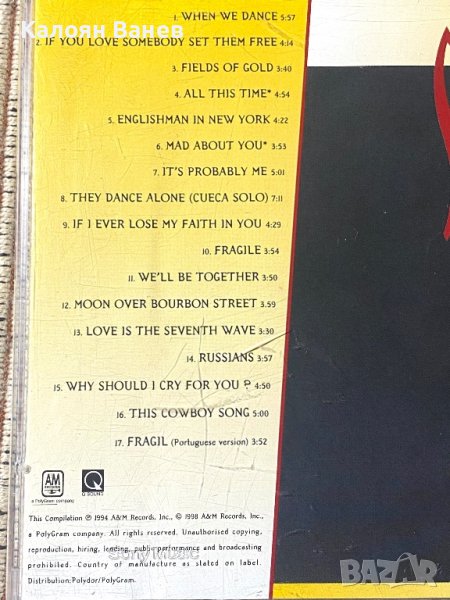 Калоян Ванев
1. WHEN WE DANCE 5:57
2. IF YOU LOVE SOMEBODY SET THEM FREE 4:14
3. FIELDS OF GOLD 3:40
4. ALL THIS TIME* 4:54
5. ENGLISHMAN IN NEW YORK 4:22
6. MAD ABOUT YOU* 3:53
7. IT'S PROBABLY ME 5:01
8. THEY DANCE ALONE (CUECA SOLO) 7:11
9. IF I EVER LOSE MY FAITH IN YOU 4:29
10. FRAGILE 3:54
11. WE'LL BE TOGETHER 3:50
12. MOON OVER BOURBON STREET 3.59
13. LOVE IS THE SEVENTH WAVE 3:30
14. RUSSIANS 3:57
15. WHY SHOULD I CRY FOR YOU ? 4:50
16. THIS COWBOY SONG 5:00
17. FRAGIL (Portuguese version) 3:52
A&M RECORDS
Q SOUND
a PolyGram company
This Compilation ℗ 1994 A&M Records, Inc., © 1998 A&M Records, Inc.,
a PolyGram company. All rights reserved. Unauthorised copying,
reproduction, hiring, lending, public performance and broadcasting
prohibited. Country of manufacture as stated on label.
Distribution: Polydor/PolyGram.
BAZAR